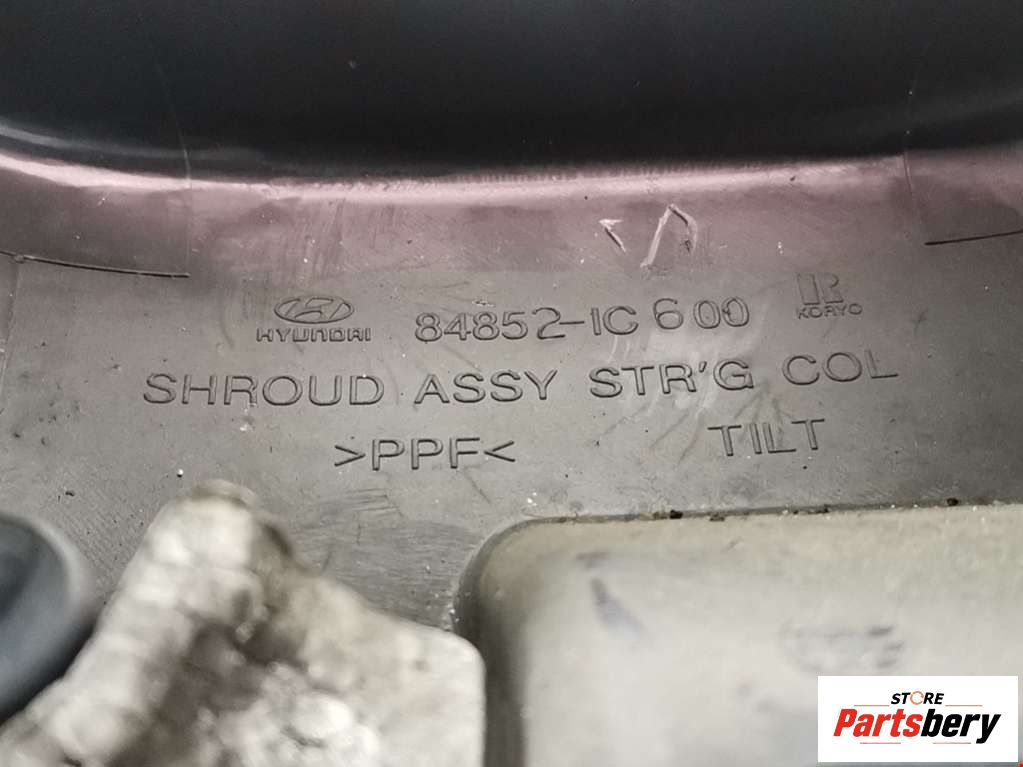 HYUNDAI 84852-1C600 KORYO
SHROUD ASSY STR'G COL
>PPF< TILT
STORE
Partsbery